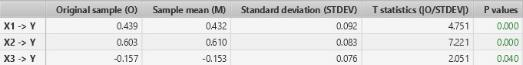 Original sample (O) Sample mean (M) Standard deviation (STDEV) T statistics (|O/STDEV|) P values
X1 -> Y 0.439 0.432 0.092 4.751 0.000
X2 -> Y 0.603 0.610 0.083 7.221 0.000
X3 -> Y -0.157 -0.153 0.076 2.051 0.040